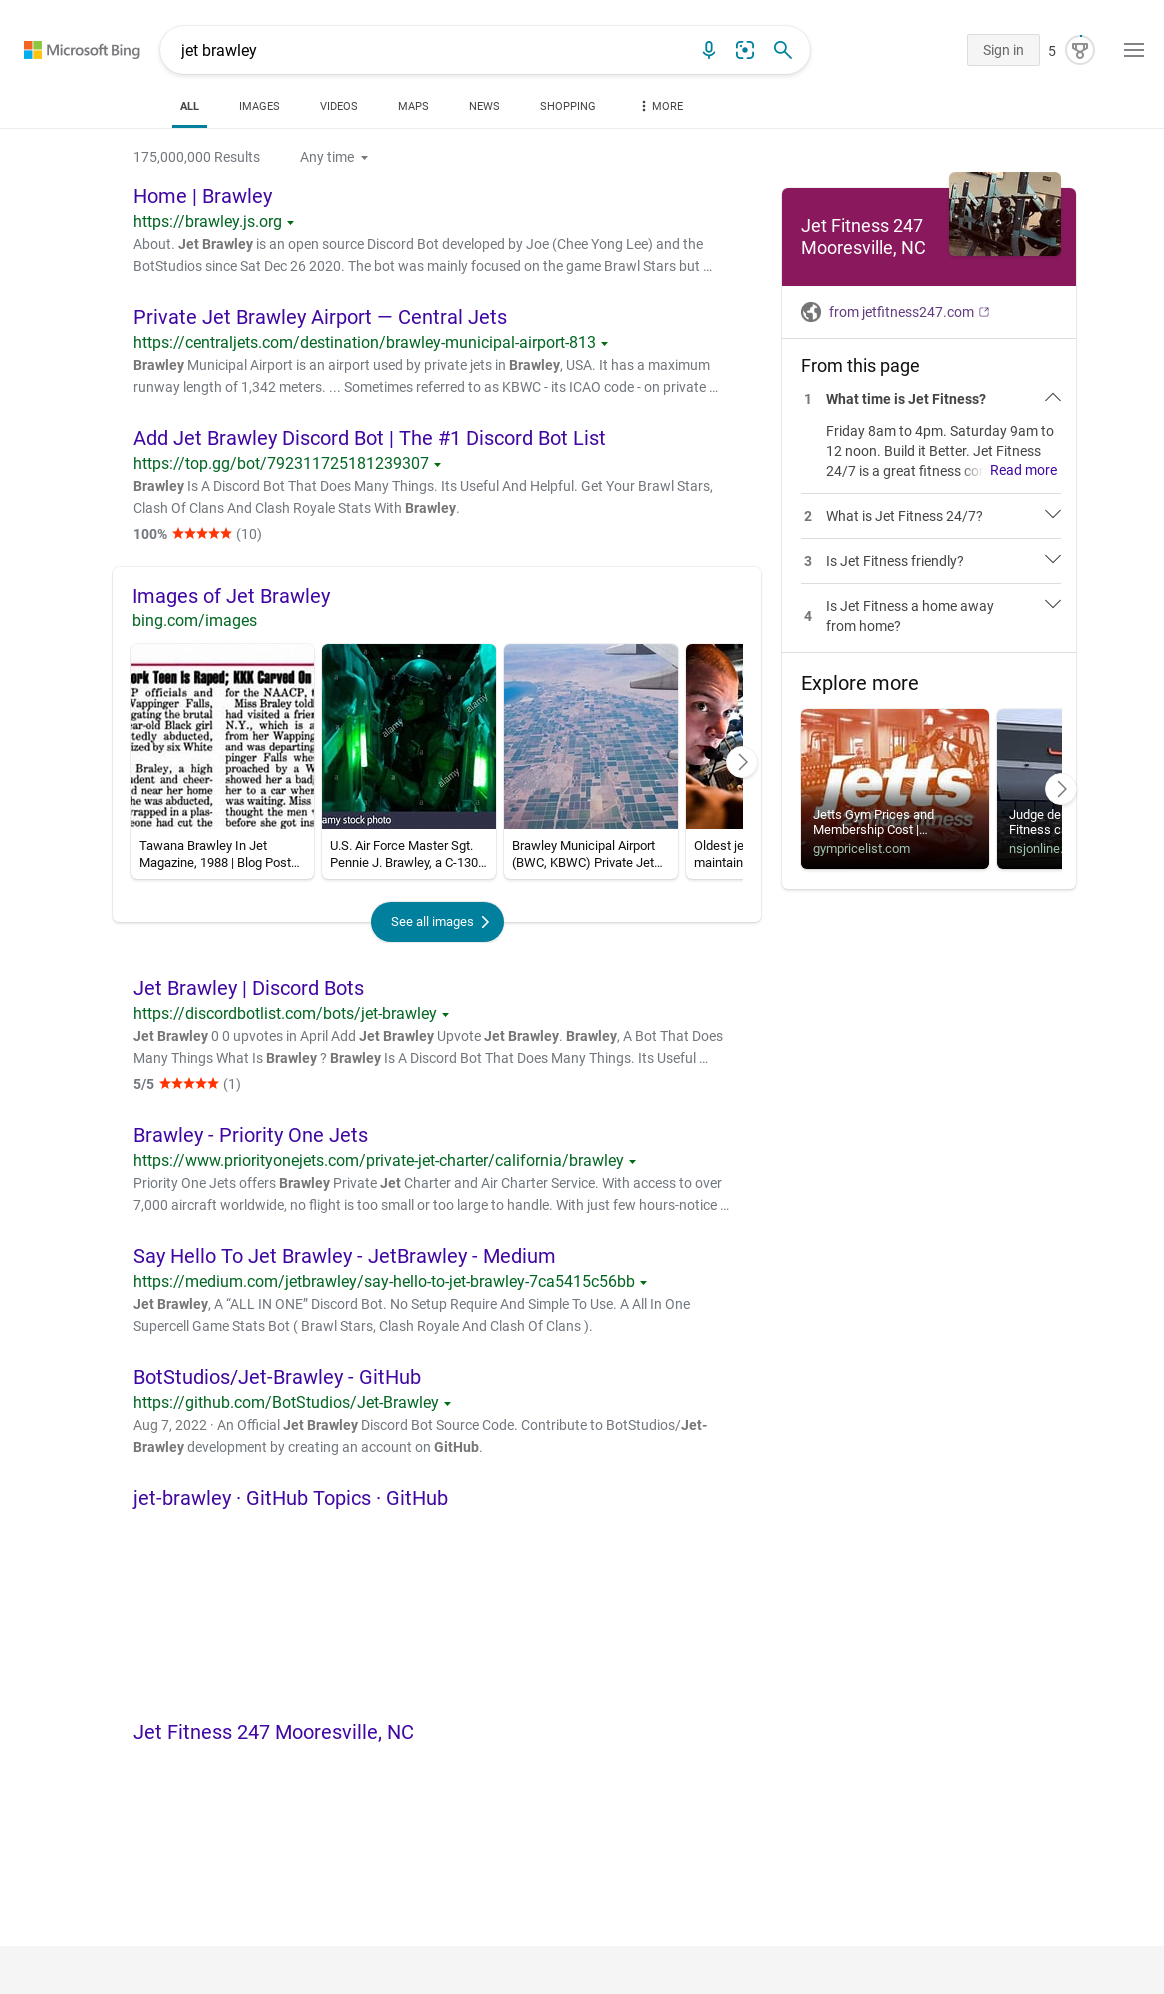 Microsoft Bing
jet brawley
Sign in
5
ALL
IMAGES
VIDEOS
MAPS
NEWS
SHOPPING
MORE
175,000,000 Results
Any time
Home | Brawley
https://brawley.js.org
About. Jet Brawley is an open source Discord Bot developed by Joe (Chee Yong Lee) and the
BotStudios since Sat Dec 26 2020. The bot was mainly focused on the game Brawl Stars but …
Private Jet Brawley Airport — Central Jets
https://centraljets.com/destination/brawley-municipal-airport-813
Brawley Municipal Airport is an airport used by private jets in Brawley, USA. It has a maximum
runway length of 1,342 meters. ... Sometimes referred to as KBWC - its ICAO code - on private …
Add Jet Brawley Discord Bot | The #1 Discord Bot List
https://top.gg/bot/792311725181239307
Brawley Is A Discord Bot That Does Many Things. Its Useful And Helpful. Get Your Brawl Stars,
Clash Of Clans And Clash Royale Stats With Brawley.
100% ★★★★★ (10)
Images of Jet Brawley
bing.com/images
ork Teen Is Raped; KKK Carved On
P officials and
Wappinger Falls,
gating the brutal
ear-old Black girl
tedly abducted,
ized by six White
Braley, a high
dent and cheer-
d near her home
he was abducted,
wrapped in a plas-
eone had cut the
for the NAACP, t
Miss Braley told
had visited a frien
N.Y., which is a
from her Wapping
and was departing
pinger Falls whe
proached by a W
showed her a bad
her to a car wher
was waiting. Miss
thought the men w
before she got ins
alamy
alamy
alamy
amy stock photo
Tawana Brawley In Jet
Magazine, 1988 | Blog Post…
U.S. Air Force Master Sgt.
Pennie J. Brawley, a C-130…
Brawley Municipal Airport
(BWC, KBWC) Private Jet…
Oldest je
maintain
See all images
Jet Brawley | Discord Bots
https://discordbotlist.com/bots/jet-brawley
Jet Brawley 0 0 upvotes in April Add Jet Brawley Upvote Jet Brawley. Brawley, A Bot That Does
Many Things What Is Brawley ? Brawley Is A Discord Bot That Does Many Things. Its Useful …
5/5 ★★★★★ (1)
Brawley - Priority One Jets
https://www.priorityonejets.com/private-jet-charter/california/brawley
Priority One Jets offers Brawley Private Jet Charter and Air Charter Service. With access to over
7,000 aircraft worldwide, no flight is too small or too large to handle. With just few hours-notice …
Say Hello To Jet Brawley - JetBrawley - Medium
https://medium.com/jetbrawley/say-hello-to-jet-brawley-7ca5415c56bb
Jet Brawley, A “ALL IN ONE” Discord Bot. No Setup Require And Simple To Use. A All In One
Supercell Game Stats Bot ( Brawl Stars, Clash Royale And Clash Of Clans ).
BotStudios/Jet-Brawley - GitHub
https://github.com/BotStudios/Jet-Brawley
Aug 7, 2022 · An Official Jet Brawley Discord Bot Source Code. Contribute to BotStudios/Jet-
Brawley development by creating an account on GitHub.
jet-brawley · GitHub Topics · GitHub
Jet Fitness 247 Mooresville, NC
Jet Fitness 247
Mooresville, NC
from jetfitness247.com
From this page
1 What time is Jet Fitness?
Friday 8am to 4pm. Saturday 9am to
12 noon. Build it Better. Jet Fitness
24/7 is a great fitness co Read more
2 What is Jet Fitness 24/7?
3 Is Jet Fitness friendly?
4 Is Jet Fitness a home away
from home?
Explore more
jetts
24 hour fitness
Jetts Gym Prices and
Membership Cost |…
gympricelist.com
Judge de
Fitness c
nsjonline.